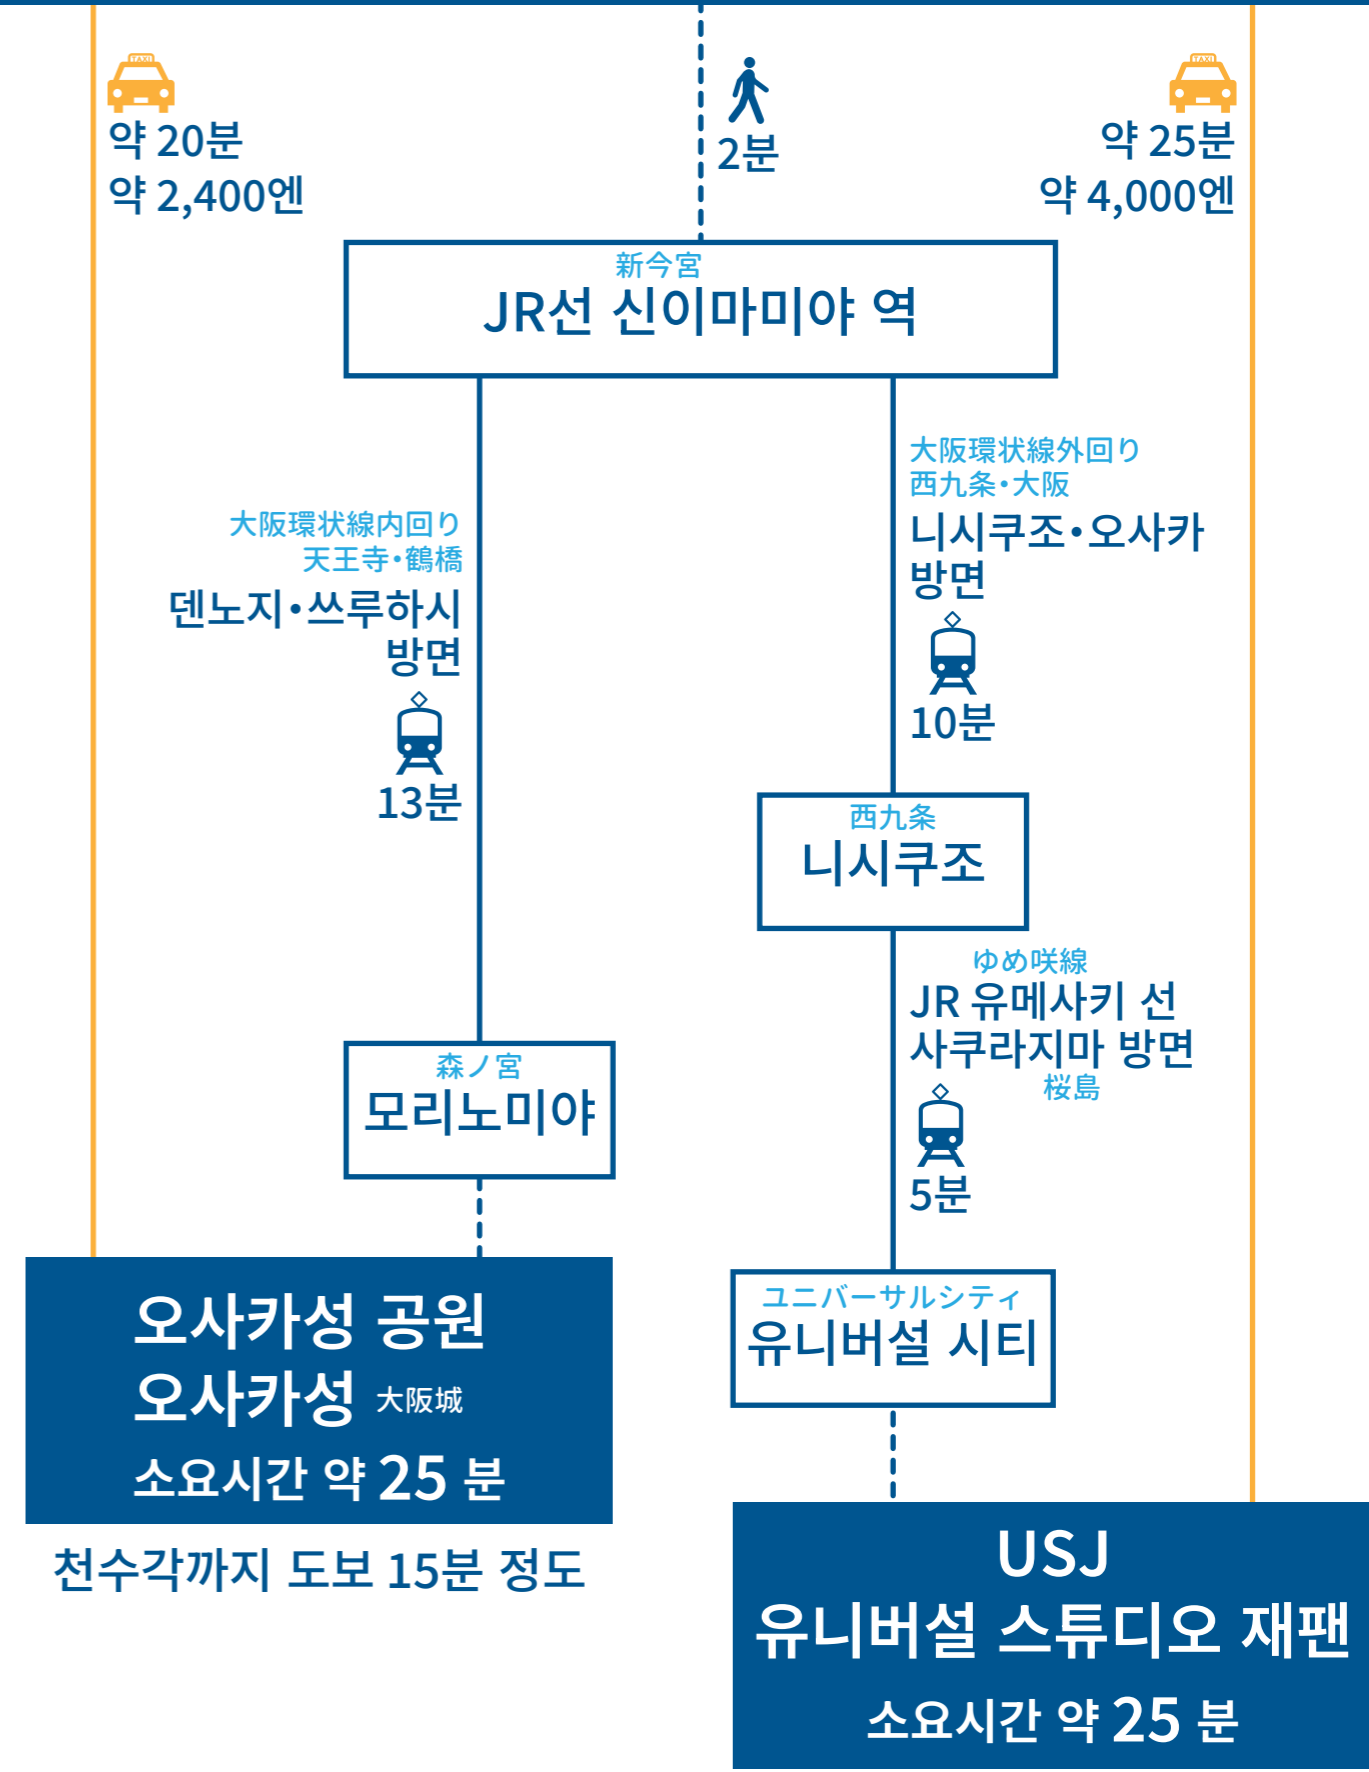 TAXI
약 20분
약 2,400엔
2분
TAXI
약 25분
약 4,000엔
新今宮
JR선 신이마미야 역
大阪環状線内回り
天王寺・鶴橋
덴노지・쓰루하시
방면
13분
大阪環状線外回り
西九条・大阪
니시쿠조・오사카
방면
10분
西九条
니시쿠조
ゆめ咲線
JR 유메사키 선
사쿠라지마 방면
桜島
5분
森ノ宮
모리노미야
ユニバーサルシティ
유니버설 시티
오사카성 공원
오사카성 大阪城
소요시간 약 25 분
천수각까지 도보 15분 정도
USJ
유니버설 스튜디오 재팬
소요시간 약 25 분